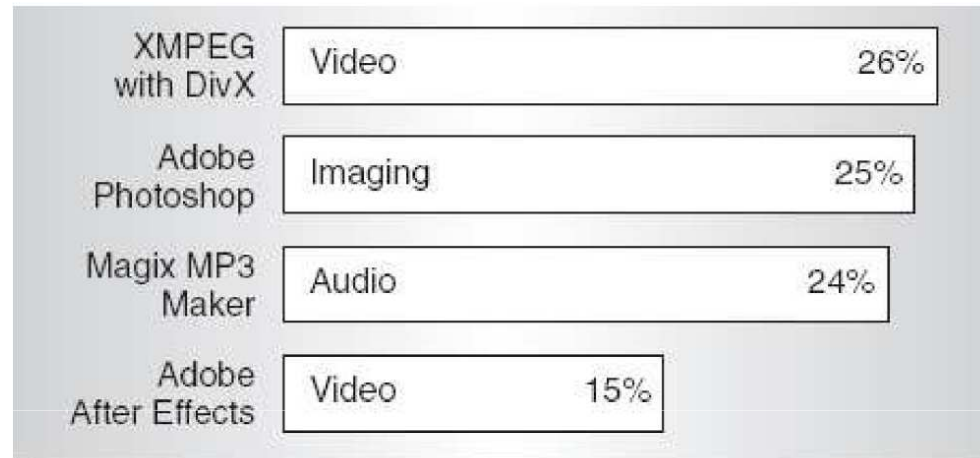 XMPEG
with DivX
Video 26%
Adobe
Photoshop
Imaging 25%
Magix MP3
Maker
Audio 24%
Adobe
After Effects
Video 15%